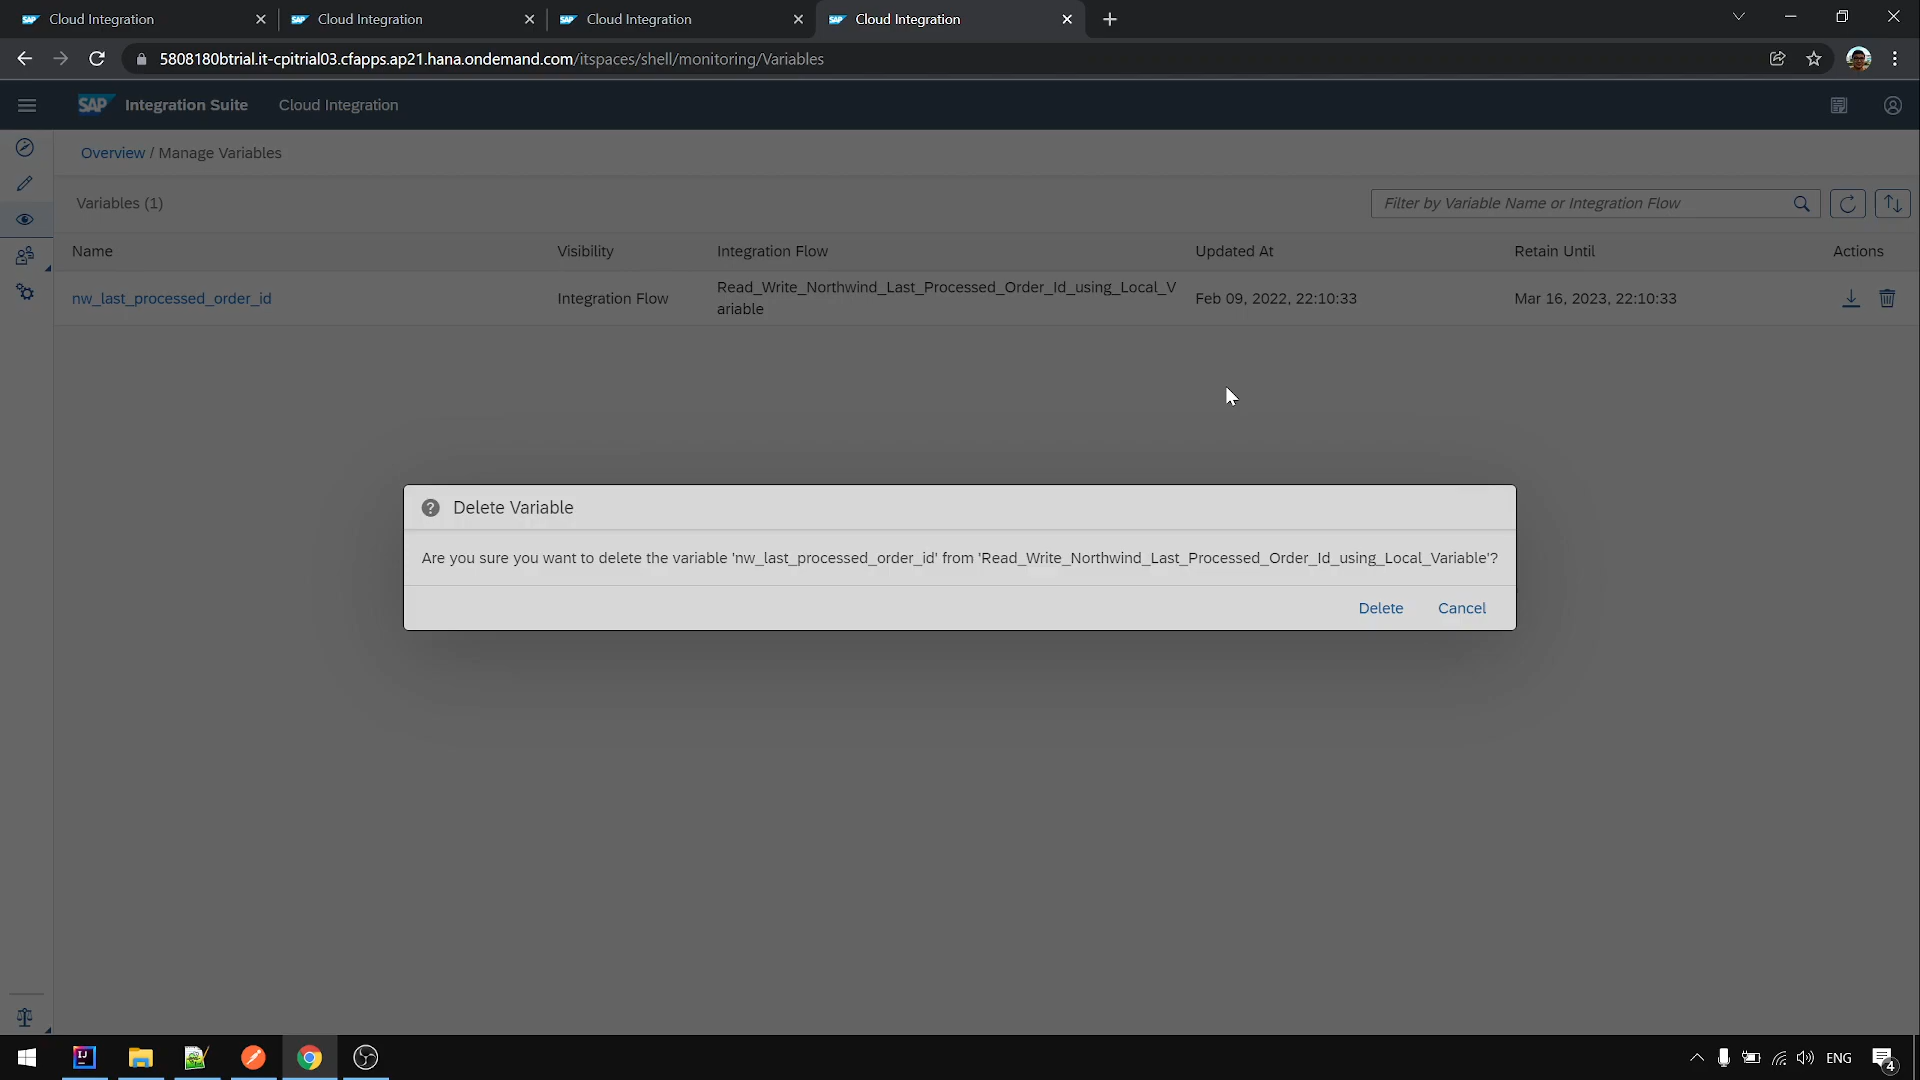 Cloud Integration
Cloud Integration
Cloud Integration
Cloud Integration
5808180btrial.it-cpitrial03.cfapps.ap21.hana.ondemand.com/itspaces/shell/monitoring/Variables
SAP Integration Suite Cloud Integration
Overview / Manage Variables
Variables (1)
Filter by Variable Name or Integration Flow
Name Visibility Integration Flow Updated At Retain Until Actions
nw_last_processed_order_id Integration Flow Read_Write_Northwind_Last_Processed_Order_Id_using_Local_V Feb 09, 2022, 22:10:33 Mar 16, 2023, 22:10:33
ariable
Delete Variable
Are you sure you want to delete the variable 'nw_last_processed_order_id' from 'Read_Write_Northwind_Last_Processed_Order_Id_using_Local_Variable'?
Delete Cancel
ENG
4